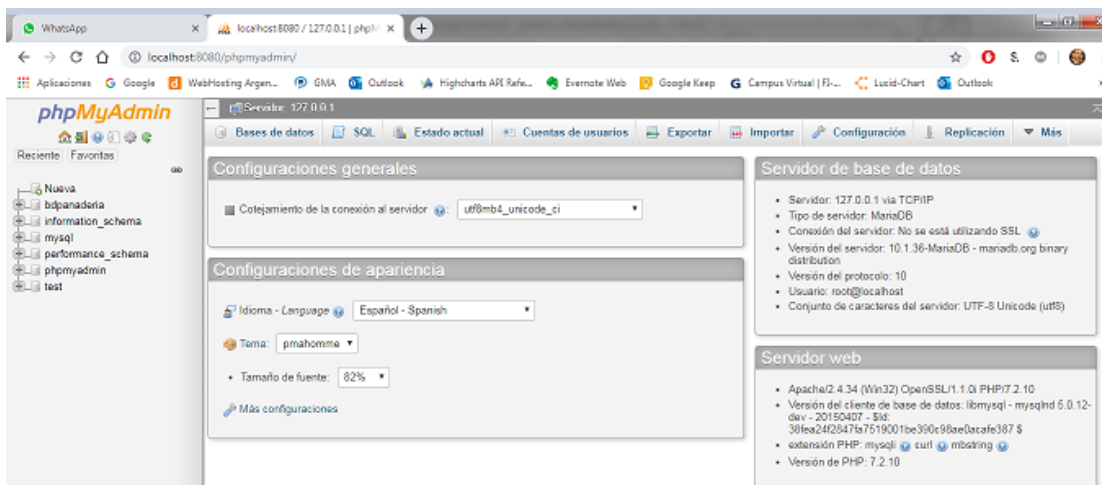 WhatsApp
localhost:8080 / 127.0.0.1 | phpM
localhost:8080/phpmyadmin/
Aplicaciones Google WebHosting Argen... GMA Outlook Highcharts API Refe... Evernote Web Google Keep Campus Virtual | FI-... Lucid-Chart Outlook
phpMyAdmin
Reciente Favoritas
Nueva
bdpanaderia
information_schema
mysql
performance_schema
phpmyadmin
test
Servidor: 127.0.0.1
Bases de datos SQL Estado actual Cuentas de usuarios Exportar Importar Configuración Replicación Más
Configuraciones generales
Cotejamiento de la conexión al servidor : utf8mb4_unicode_ci
Configuraciones de apariencia
Idioma - Language Español - Spanish
Tema: pmahomme
• Tamaño de fuente: 82%
Más configuraciones
Servidor de base de datos
• Servidor: 127.0.0.1 via TCP/IP
• Tipo de servidor: MariaDB
• Conexión del servidor: No se está utilizando SSL
• Versión del servidor: 10.1.36-MariaDB - mariadb.org binary
distribution
• Versión del protocolo: 10
• Usuario: root@localhost
• Conjunto de caracteres del servidor: UTF-8 Unicode (utf8)
Servidor web
• Apache/2.4.34 (Win32) OpenSSL/1.1.0i PHP/7.2.10
• Versión del cliente de base de datos: libmysql - mysqlnd 5.0.12-
dev - 20150407 - $Id:
38fea24f2847fa7519001be390c98ae0acafe387 $
• extensión PHP: mysqli curl mbstring
• Versión de PHP: 7.2.10